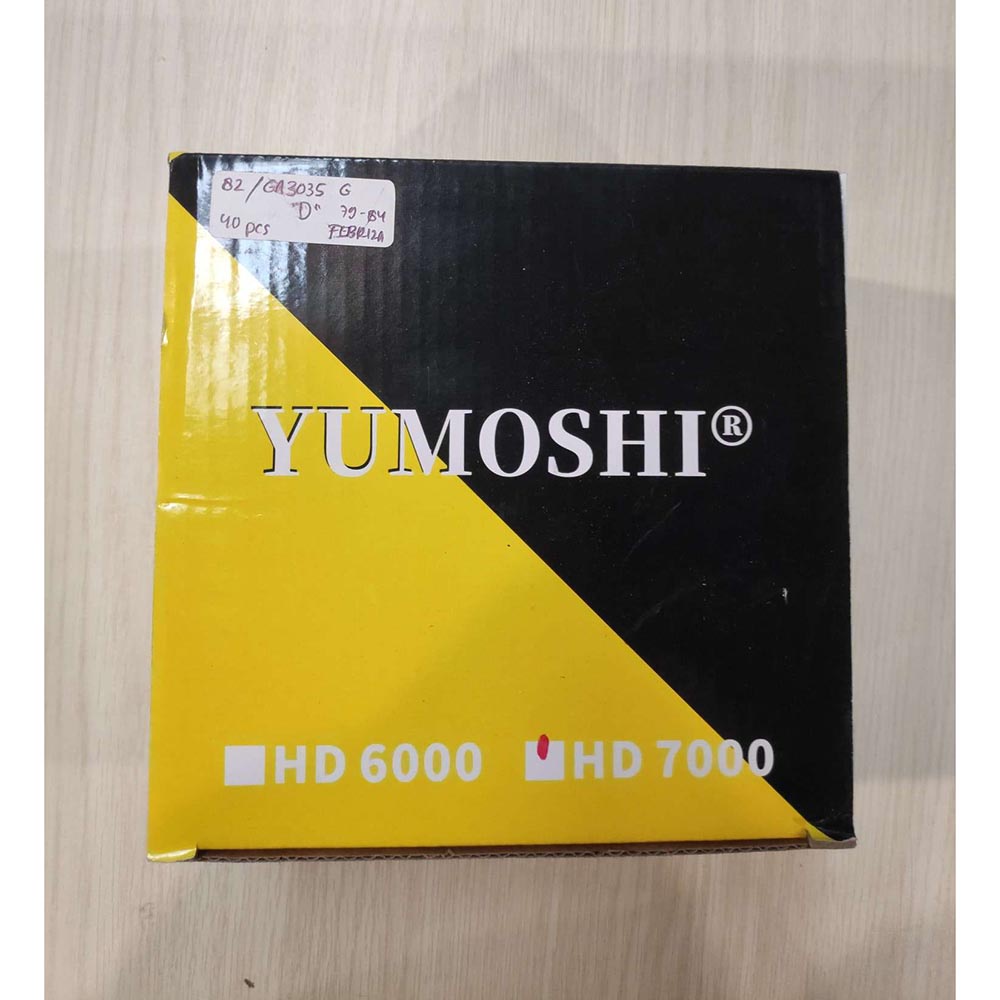 82/GA3035 G
"D" 79-B4
40 pcs FEBRIZA
YUMOSHI®
HD 6000 HD 7000